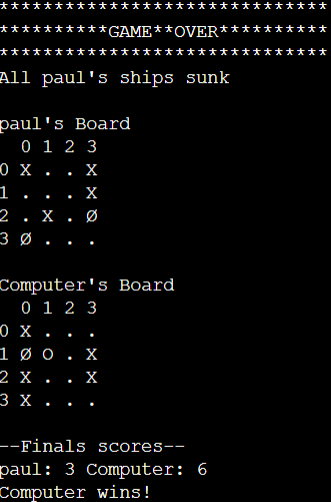 ******************************
**********GAME**OVER**********
******************************
All paul's ships sunk
paul's Board
  0 1 2 3
0 X . . X
1 . . . X
2 . X . Ø
3 Ø . . .
Computer's Board
  0 1 2 3
0 X . . .
1 Ø O . X
2 X . . X
3 X . . .
--Finals scores--
paul: 3 Computer: 6
Computer wins!